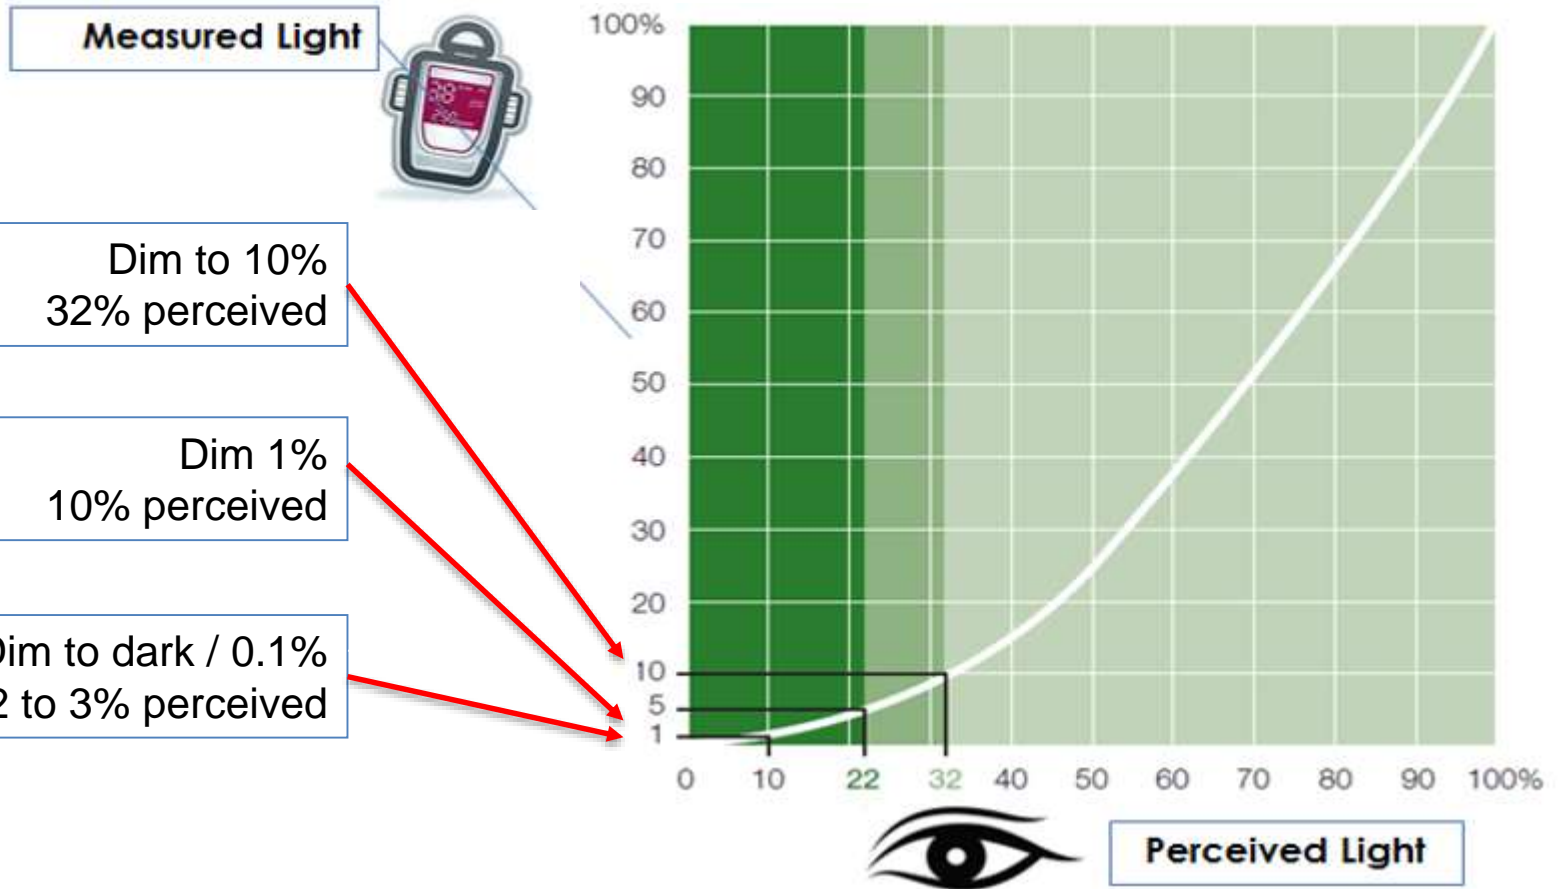 Measured Light
Dim to 10%
32% perceived
Dim 1%
10% perceived
Dim to dark / 0.1%
2 to 3% perceived
100%
90
80
70
60
50
40
30
20
10
5
1
0 10 22 32 40 50 60 70 80 90 100%
Perceived Light